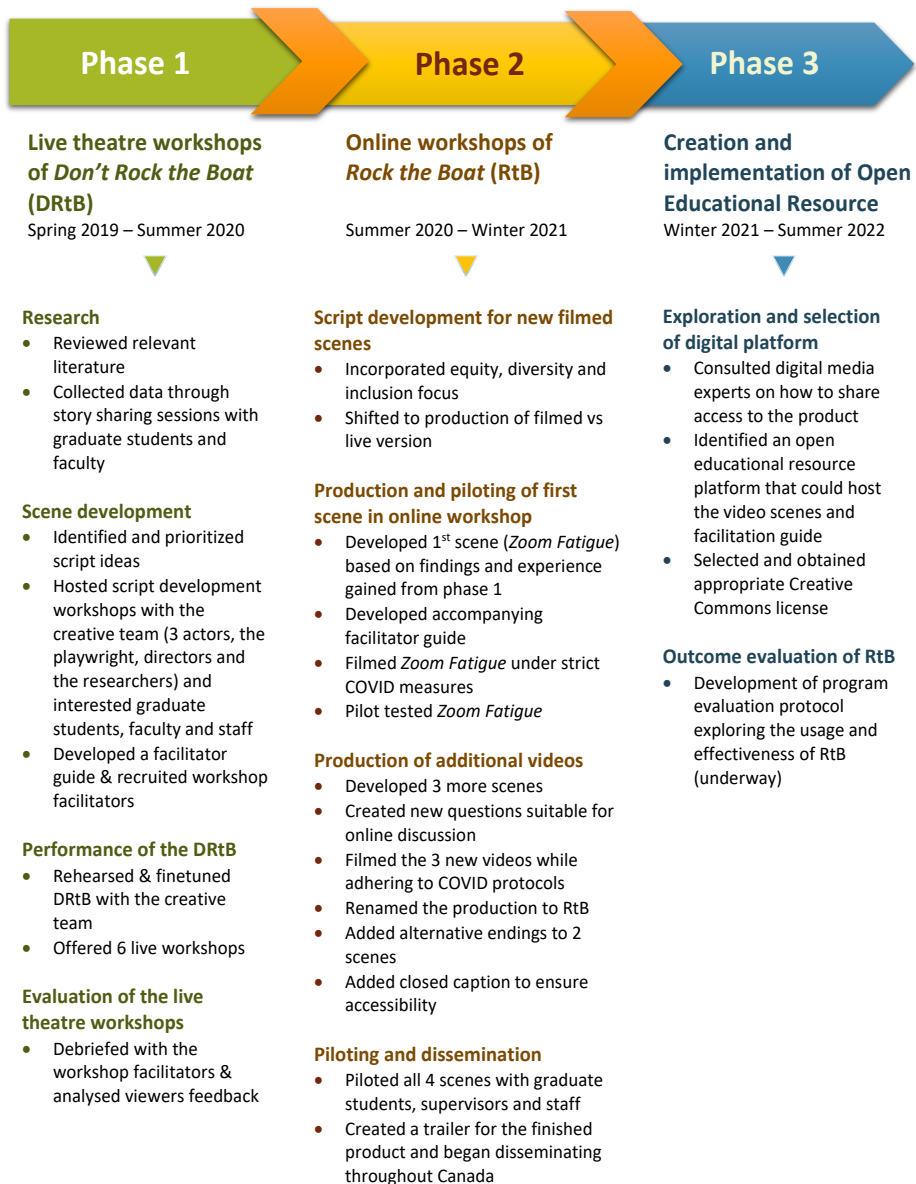 Phase 1
Phase 2
Phase 3
Live theatre workshops
of Don't Rock the Boat
(DRtB)
Spring 2019 – Summer 2020
Research
• Reviewed relevant
literature
• Collected data through
story sharing sessions with
graduate students and
faculty
Scene development
• Identified and prioritized
script ideas
• Hosted script development
workshops with the
creative team (3 actors, the
playwright, directors and
the researchers) and
interested graduate
students, faculty and staff
• Developed a facilitator
guide & recruited workshop
facilitators
Performance of the DRtB
• Rehearsed & finetuned
DRtB with the creative
team
• Offered 6 live workshops
Evaluation of the live
theatre workshops
• Debriefed with the
workshop facilitators &
analysed viewers feedback
Online workshops of
Rock the Boat (RtB)
Summer 2020 – Winter 2021
Script development for new filmed
scenes
• Incorporated equity, diversity and
inclusion focus
• Shifted to production of filmed vs
live version
Production and piloting of first
scene in online workshop
• Developed 1st scene (Zoom Fatigue)
based on findings and experience
gained from phase 1
• Developed accompanying
facilitator guide
• Filmed Zoom Fatigue under strict
COVID measures
• Pilot tested Zoom Fatigue
Production of additional videos
• Developed 3 more scenes
• Created new questions suitable for
online discussion
• Filmed the 3 new videos while
adhering to COVID protocols
• Renamed the production to RtB
• Added alternative endings to 2
scenes
• Added closed caption to ensure
accessibility
Piloting and dissemination
• Piloted all 4 scenes with graduate
students, supervisors and staff
• Created a trailer for the finished
product and began disseminating
throughout Canada
Creation and
implementation of Open
Educational Resource
Winter 2021 – Summer 2022
Exploration and selection
of digital platform
• Consulted digital media
experts on how to share
access to the product
• Identified an open
educational resource
platform that could host
the video scenes and
facilitation guide
• Selected and obtained
appropriate Creative
Commons license
Outcome evaluation of RtB
• Development of program
evaluation protocol
exploring the usage and
effectiveness of RtB
(underway)